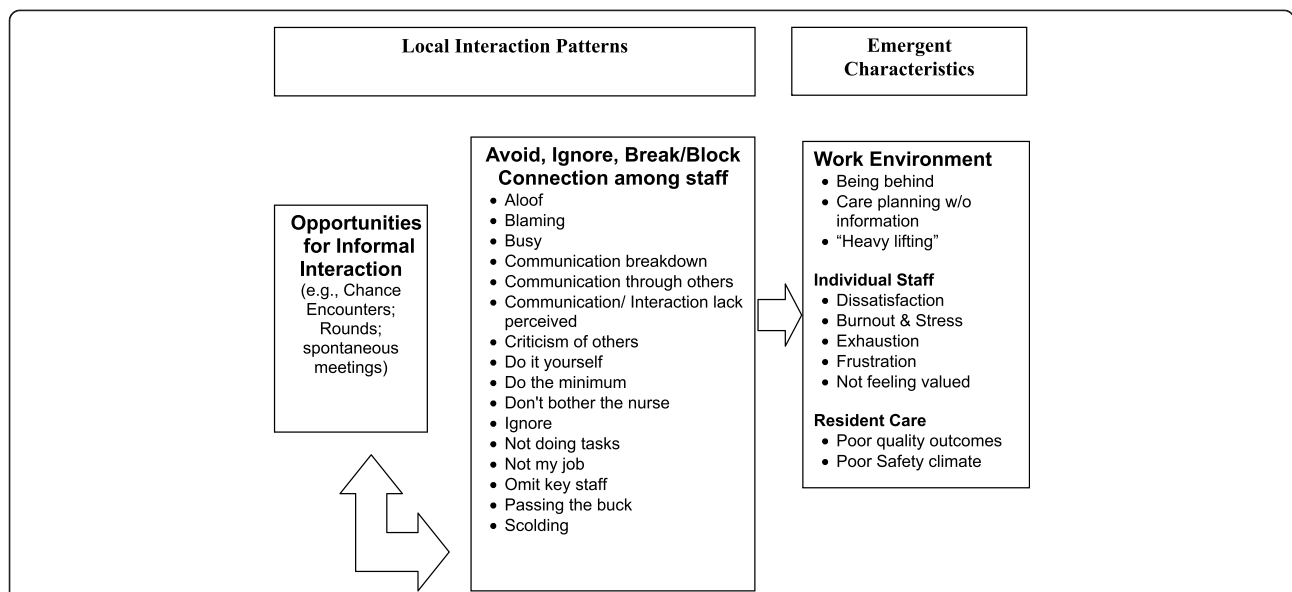 Local Interaction Patterns
Emergent
Characteristics
Opportunities
for Informal
Interaction
(e.g., Chance
Encounters;
Rounds;
spontaneous
meetings)
Avoid, Ignore, Break/Block
Connection among staff
• Aloof
• Blaming
• Busy
• Communication breakdown
• Communication through others
• Communication/ Interaction lack
perceived
• Criticism of others
• Do it yourself
• Do the minimum
• Don't bother the nurse
• Ignore
• Not doing tasks
• Not my job
• Omit key staff
• Passing the buck
• Scolding
Work Environment
• Being behind
• Care planning w/o
information
• “Heavy lifting”
Individual Staff
• Dissatisfaction
• Burnout & Stress
• Exhaustion
• Frustration
• Not feeling valued
Resident Care
• Poor quality outcomes
• Poor Safety climate